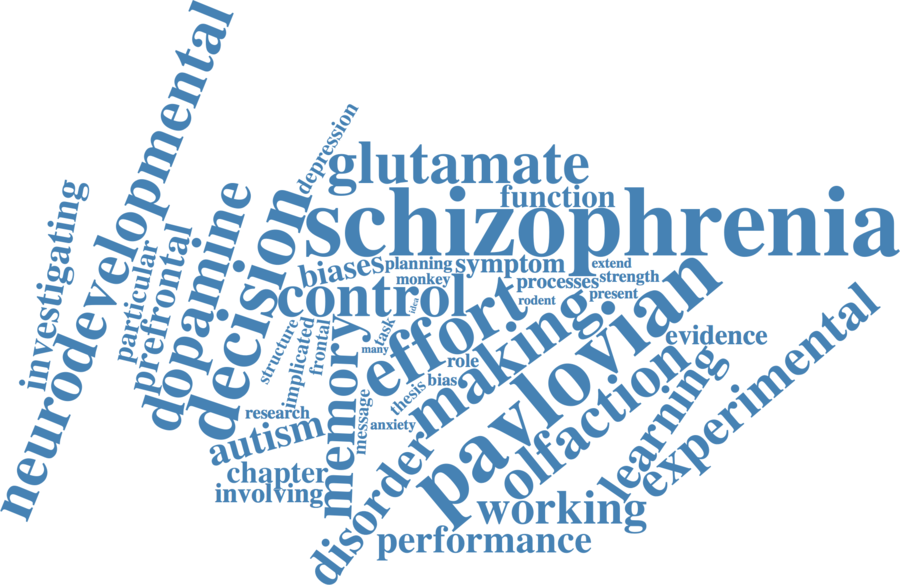 neurodevelopmental
investigating
particular
prefrontal
dopamine
decision
depression
glutamate
function
schizophrenia
biases
planning
symptom
extend
monkey
processes
strength
control
idea
rodent
present
structure
implicated
frontal
task
many
effort
making
pavlovian
evidence
role
memory
thesis
bias
message
anxiety
research
autism
olfaction
learning
experimental
chapter
involving
disorder
working
performance